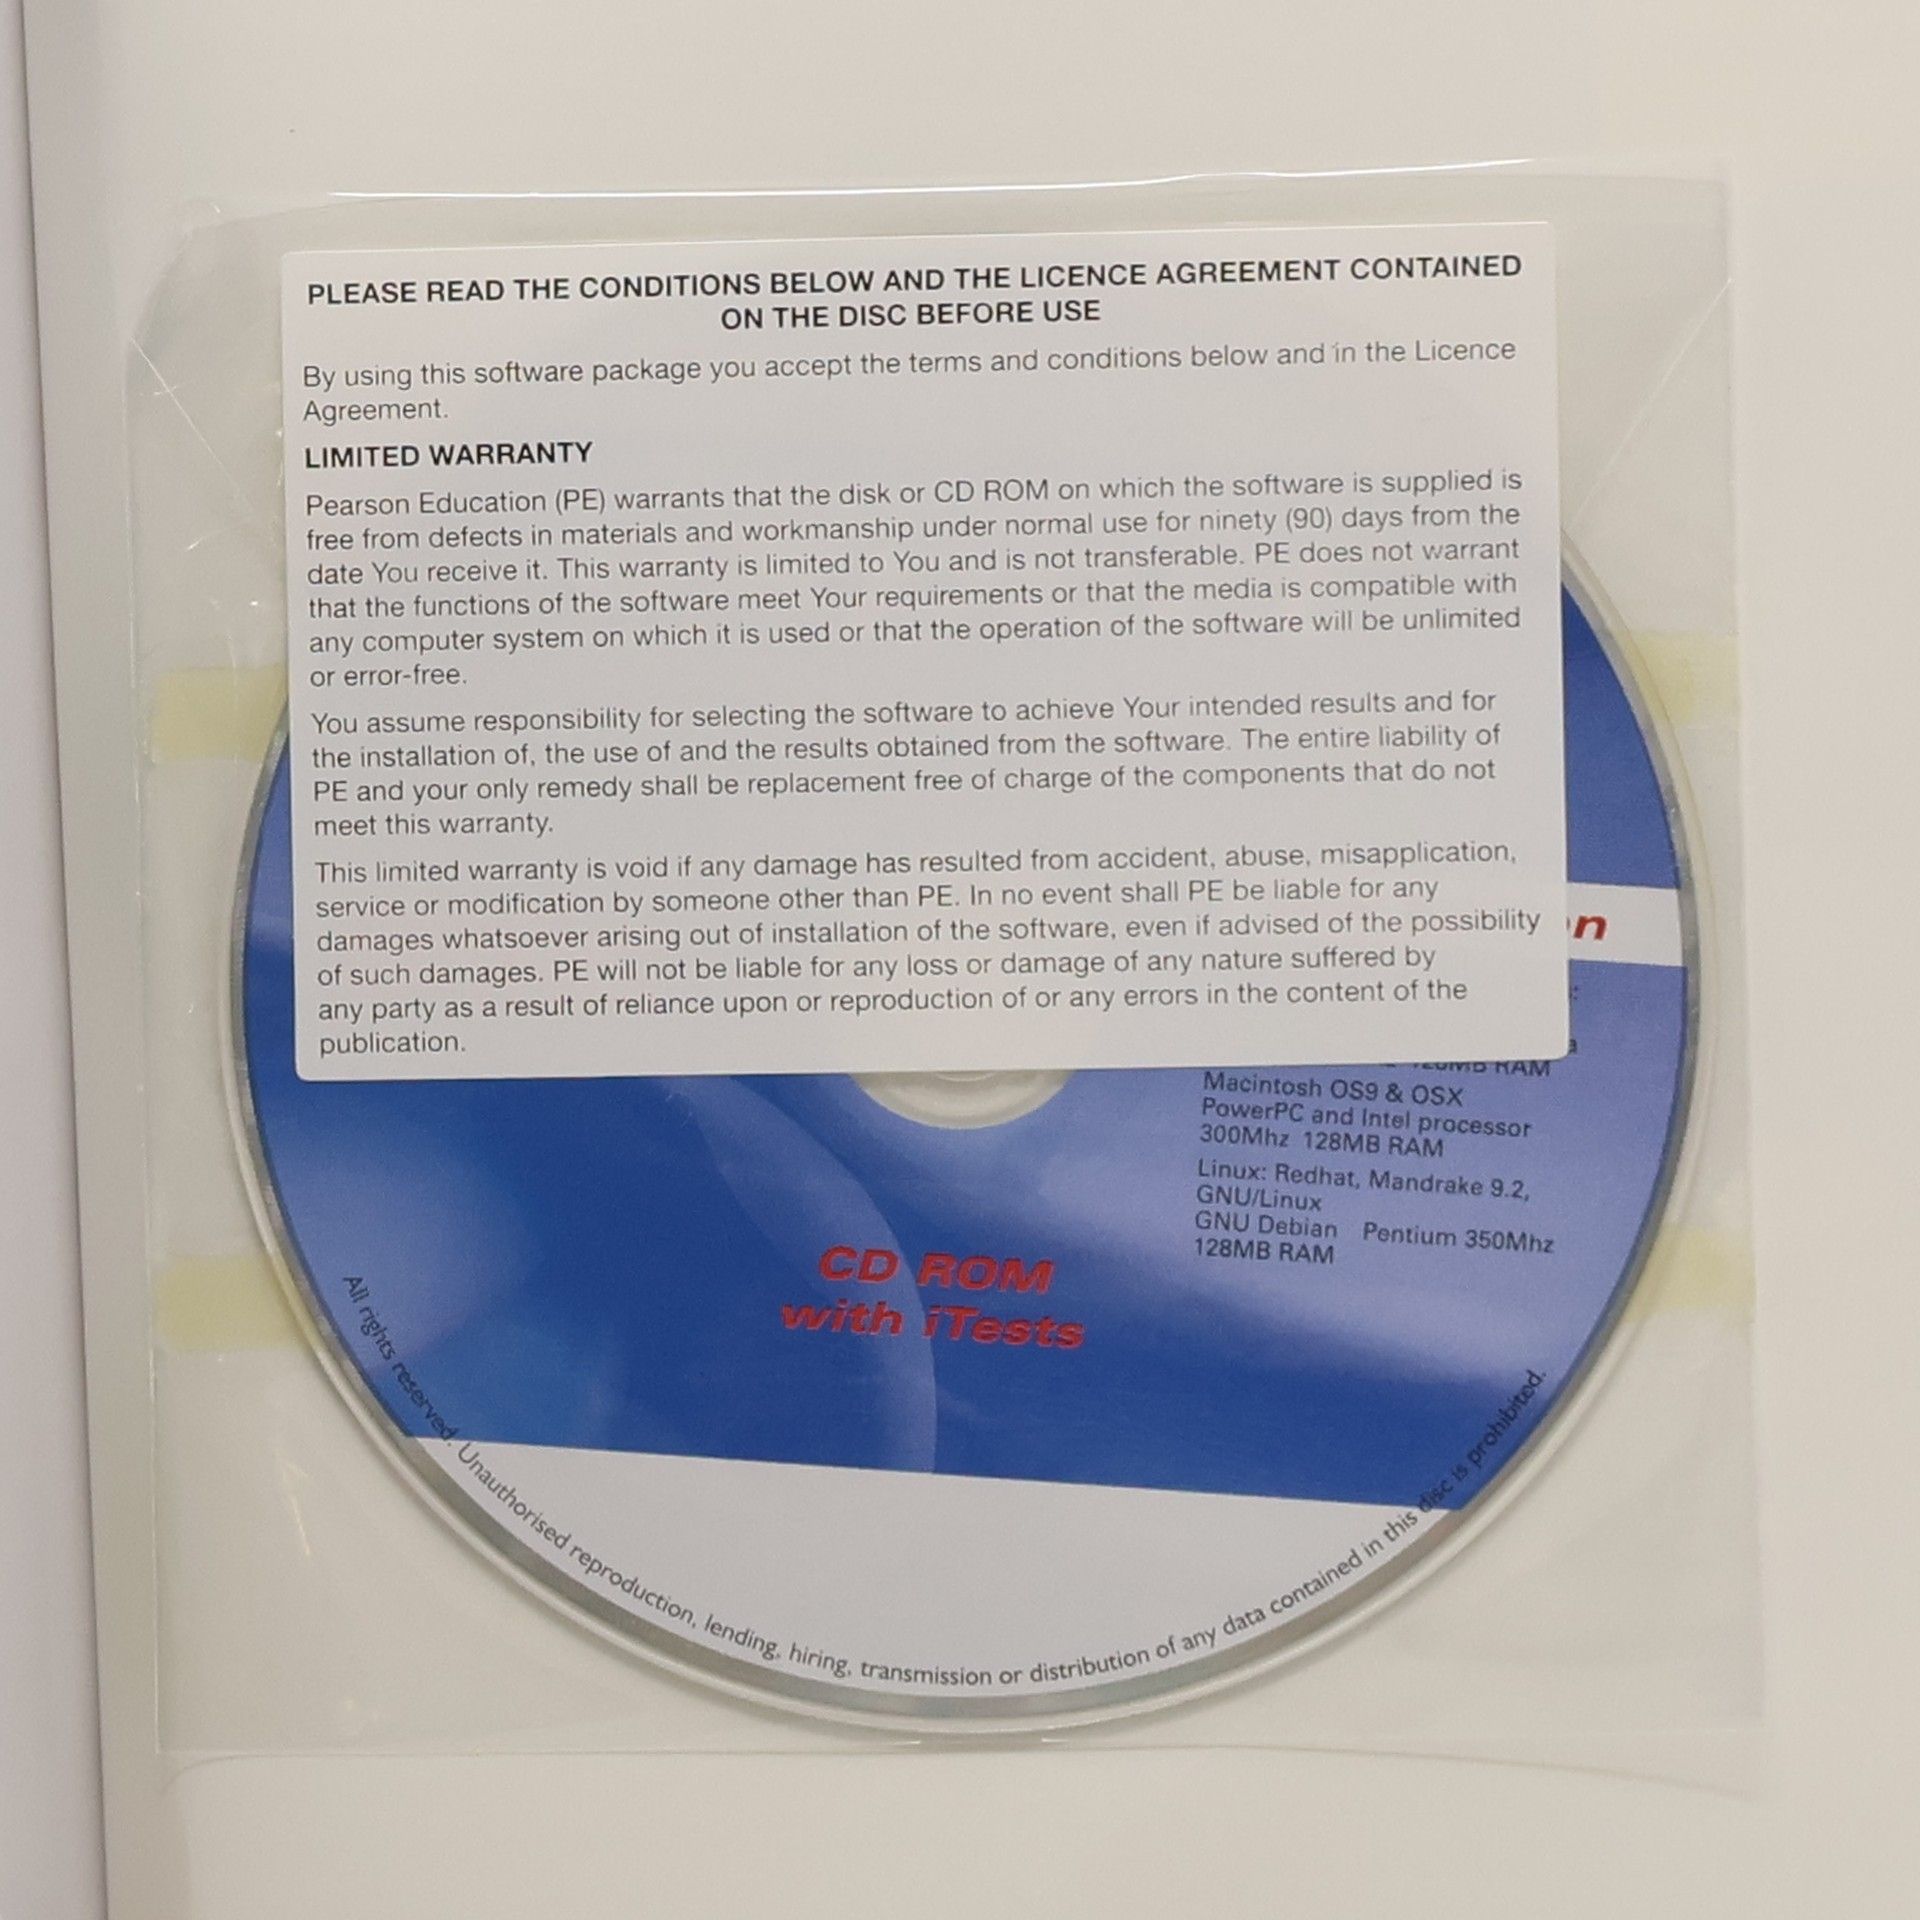 PLEASE READ THE CONDITIONS BELOW AND THE LICENCE AGREEMENT CONTAINED
ON THE DISC BEFORE USE
By using this software package you accept the terms and conditions below and in the Licence
Agreement.
LIMITED WARRANTY
Pearson Education (PE) warrants that the disk or CD ROM on which the software is supplied is
free from defects in materials and workmanship under normal use for ninety (90) days from the
date You receive it. This warranty is limited to You and is not transferable. PE does not warrant
that the functions of the software meet Your requirements or that the media is compatible with
any computer system on which it is used or that the operation of the software will be unlimited
or error-free.
You assume responsibility for selecting the software to achieve Your intended results and for
the installation of, the use of and the results obtained from the software. The entire liability of
PE and your only remedy shall be replacement free of charge of the components that do not
meet this warranty.
This limited warranty is void if any damage has resulted from accident, abuse, misapplication,
service or modification by someone other than PE. In no event shall PE be liable for any
damages whatsoever arising out of installation of the software, even if advised of the possibility
of such damages. PE will not be liable for any loss or damage of any nature suffered by
any party as a result of reliance upon or reproduction of or any errors in the content of the
publication.
n
128MB RAM
Macintosh OS9 & OSX
PowerPC and Intel processor
300Mhz 128MB RAM
Linux: Redhat, Mandrake 9.2,
GNU/Linux
GNU Debian Pentium 350Mhz
128MB RAM
CD ROM
with iTests
All rights reserved. Unauthorised reproduction, lending, hiring, transmission or distribution of any data contained in this disc is prohibited.